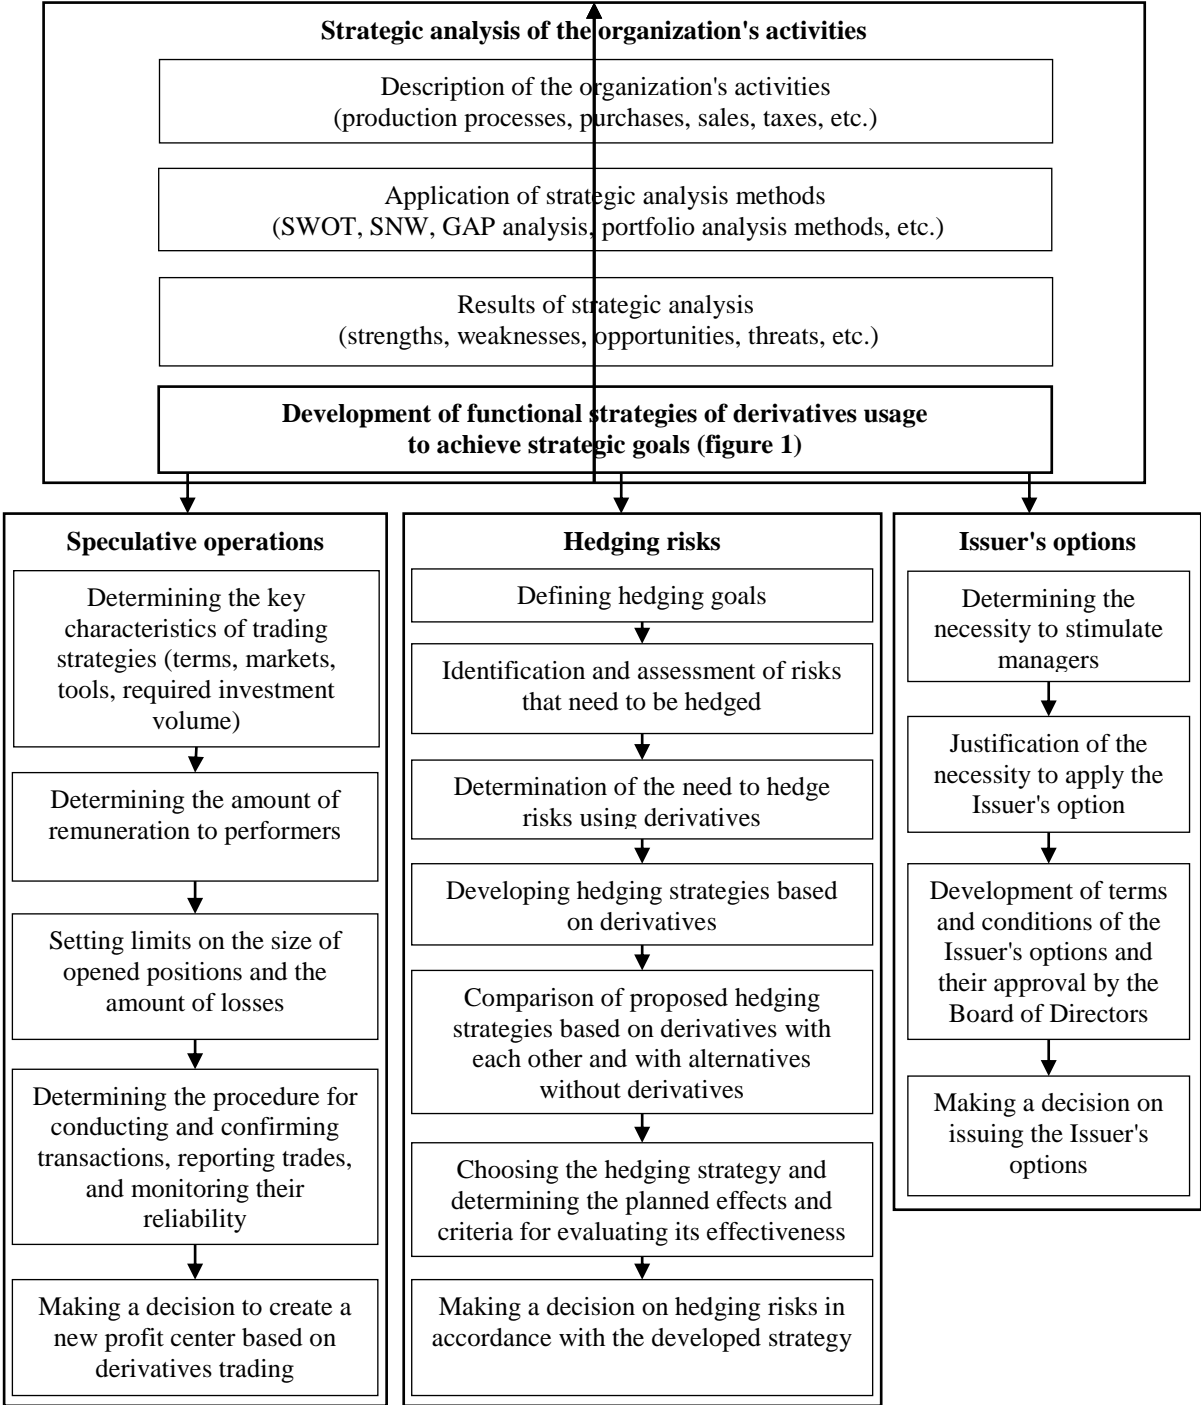 Strategic analysis of the organization's activities
Description of the organization's activities
(production processes, purchases, sales, taxes, etc.)
Application of strategic analysis methods
(SWOT, SNW, GAP analysis, portfolio analysis methods, etc.)
Results of strategic analysis
(strengths, weaknesses, opportunities, threats, etc.)
Development of functional strategies of derivatives usage
to achieve strategic goals (figure 1)
Speculative operations
Determining the key
characteristics of trading
strategies (terms, markets,
tools, required investment
volume)
Determining the amount of
remuneration to performers
Setting limits on the size of
opened positions and the
amount of losses
Determining the procedure for
conducting and confirming
transactions, reporting trades,
and monitoring their
reliability
Making a decision to create a
new profit center based on
derivatives trading
Hedging risks
Defining hedging goals
Identification and assessment of risks
that need to be hedged
Determination of the need to hedge
risks using derivatives
Developing hedging strategies based
on derivatives
Comparison of proposed hedging
strategies based on derivatives with
each other and with alternatives
without derivatives
Choosing the hedging strategy and
determining the planned effects and
criteria for evaluating its effectiveness
Making a decision on hedging risks in
accordance with the developed strategy
Issuer's options
Determining the
necessity to stimulate
managers
Justification of the
necessity to apply the
Issuer's option
Development of terms
and conditions of the
Issuer's options and
their approval by the
Board of Directors
Making a decision on
issuing the Issuer's
options